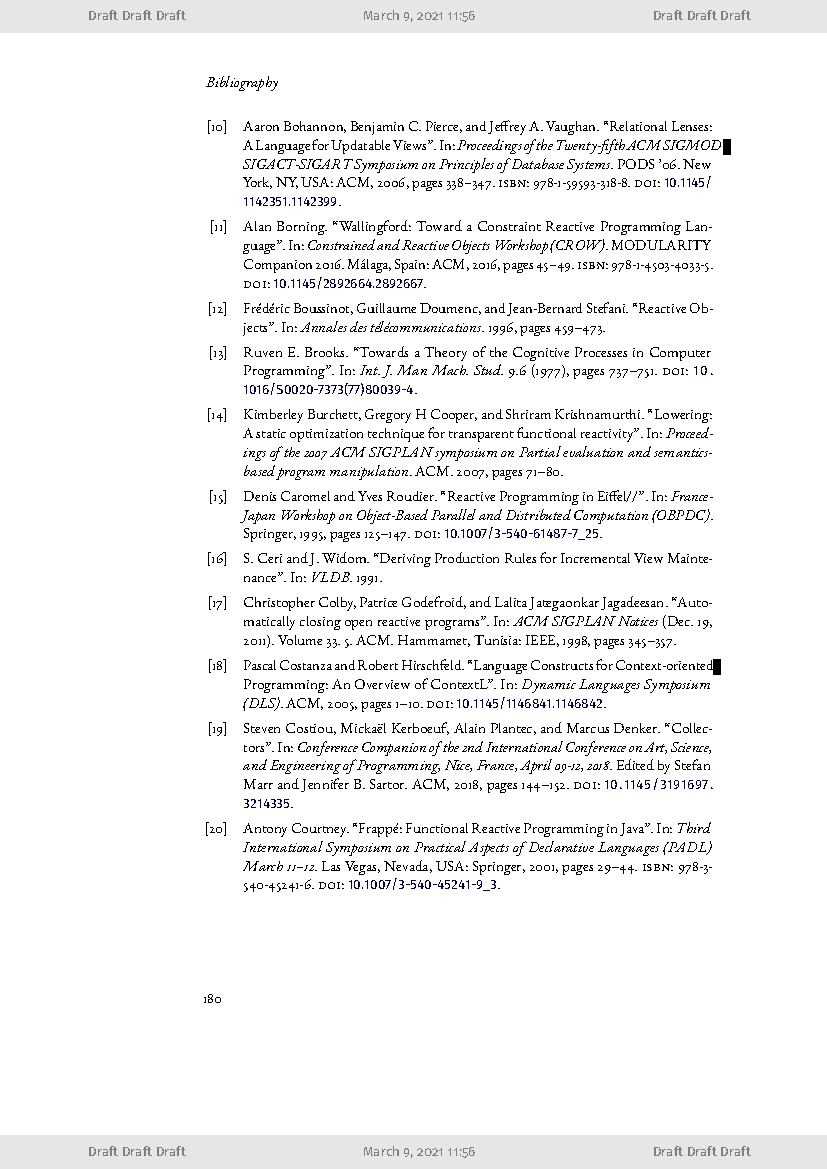 Draft Draft Draft March 9, 2021 11:56 Draft Draft Draft
Bibliography
[10] Aaron Bohannon, Benjamin C. Pierce, and Jeffrey A. Vaughan. “Relational Lenses:
A Language for Updatable Views”. In: Proceedings of the Twenty-fifth ACM SIGMOD
SIGACT-SIGART Symposium on Principles of Database Systems. PODS ’06. New
York, NY, USA: ACM, 2006, pages 338–347. ISBN: 978-1-59593-318-8. DOI: 10.1145/
1142351.1142399.
[11] Alan Borning. “Wallingford: Toward a Constraint Reactive Programming Lan-
guage”. In: Constrained and Reactive Objects Workshop (CROW). MODULARITY
Companion 2016. Málaga, Spain: ACM, 2016, pages 45–49. ISBN: 978-1-4503-4033-5.
DOI: 10.1145/2892664.2892667.
[12] Frédéric Boussinot, Guillaume Doumenc, and Jean-Bernard Stefani. “Reactive Ob-
jects”. In: Annales des télécommunications. 1996, pages 459–473.
[13] Ruven E. Brooks. “Towards a Theory of the Cognitive Processes in Computer
Programming”. In: Int. J. Man Mach. Stud. 9.6 (1977), pages 737–751. DOI: 10.
1016/S0020-7373(77)80039-4.
[14] Kimberley Burchett, Gregory H Cooper, and Shriram Krishnamurthi. “Lowering:
A static optimization technique for transparent functional reactivity”. In: Proceed-
ings of the 2007 ACM SIGPLAN symposium on Partial evaluation and semantics-
based program manipulation. ACM. 2007, pages 71–80.
[15] Denis Caromel and Yves Roudier. “Reactive Programming in Eiffel//”. In: France-
Japan Workshop on Object-Based Parallel and Distributed Computation (OBPDC).
Springer, 1995, pages 125–147. DOI: 10.1007/3-540-61487-7_25.
[16] S. Ceri and J. Widom. “Deriving Production Rules for Incremental View Mainte-
nance”. In: VLDB. 1991.
[17] Christopher Colby, Patrice Godefroid, and Lalita Jategaonkar Jagadeesan. “Auto-
matically closing open reactive programs”. In: ACM SIGPLAN Notices (Dec. 19,
2011). Volume 33. 5. ACM. Hammamet, Tunisia: IEEE, 1998, pages 345–357.
[18] Pascal Costanza and Robert Hirschfeld. “Language Constructs for Context-oriented
Programming: An Overview of ContextL”. In: Dynamic Languages Symposium
(DLS). ACM, 2005, pages 1–10. DOI: 10.1145/1146841.1146842.
[19] Steven Costiou, Mickaël Kerboeuf, Alain Plantec, and Marcus Denker. “Collec-
tors”. In: Conference Companion of the 2nd International Conference on Art, Science,
and Engineering of Programming, Nice, France, April 09-12, 2018. Edited by Stefan
Marr and Jennifer B. Sartor. ACM, 2018, pages 144–152. DOI: 10.1145/3191697.
3214335.
[20] Antony Courtney. “Frappé: Functional Reactive Programming in Java”. In: Third
International Symposium on Practical Aspects of Declarative Languages (PADL)
March 11–12. Las Vegas, Nevada, USA: Springer, 2001, pages 29–44. ISBN: 978-3-
540-45241-6. DOI: 10.1007/3-540-45241-9_3.
180
Draft Draft Draft March 9, 2021 11:56 Draft Draft Draft